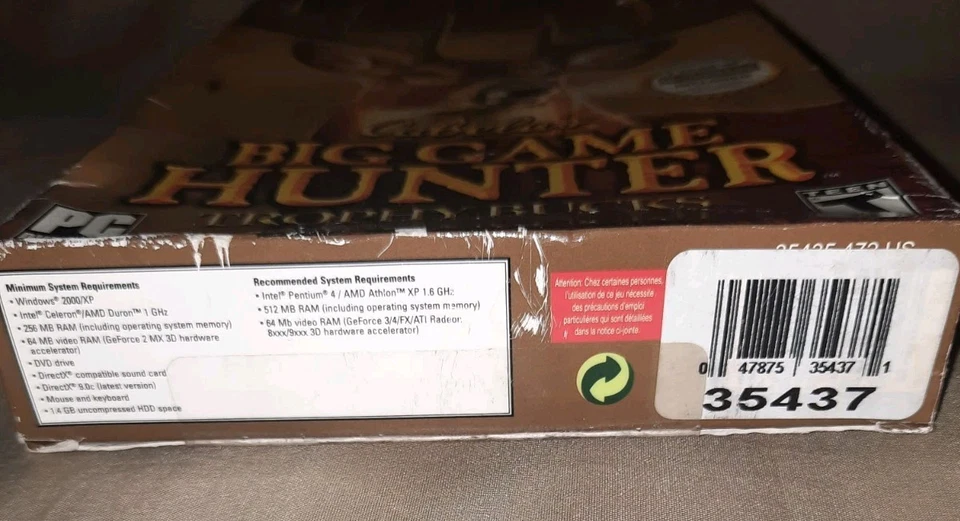 Cabela's
BIG GAME
HUNTER
TROPHY BUCKS
PC
TEEN
T
Minimum System Requirements
• Windows® 2000/XP
• Intel® Celeron®/AMD Duron™ 1 GHz
• 256 MB RAM (including operating system memory)
• 64 MB video RAM (GeForce 2 MX 3D hardware
accelerator)
• DVD drive
• DirectX® compatible sound card
• DirectX® 9.0c (latest version)
• Mouse and keyboard
• 1.4 GB uncompressed HDD space
Recommended System Requirements
• Intel® Pentium® 4 / AMD Athlon™ XP 1.6 GHz
• 512 MB RAM (including operating system memory)
• 64 Mb video RAM (GeForce 3/4/FX/ATI Radeon
8xxx/9xxx 3D hardware accelerator)
Attention: Chez certaines personnes,
l'utilisation de ce jeu nécessite
des précautions d'emploi
particulières qui sont détaillées
dans la notice ci-jointe.
0 47875 35437 1
35437